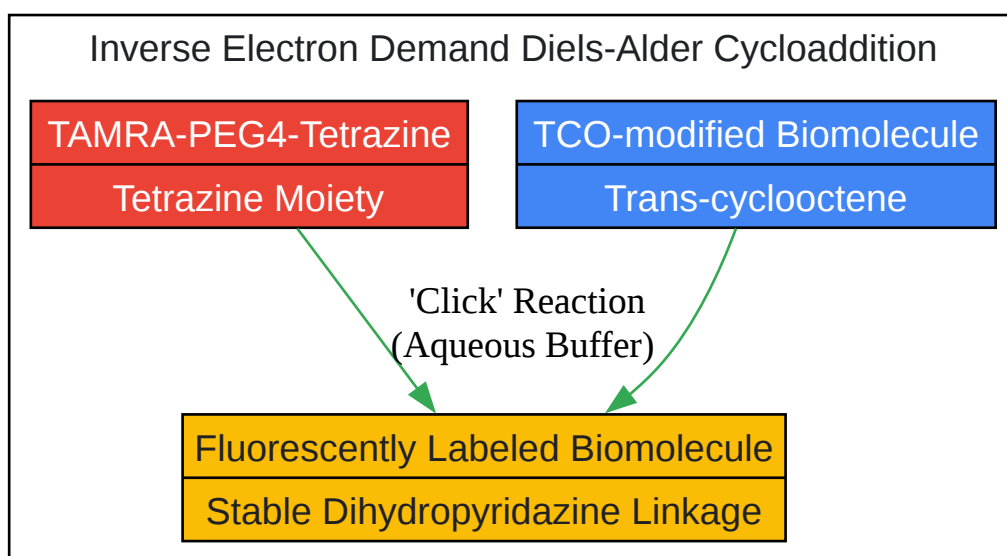 Inverse Electron Demand Diels-Alder Cycloaddition
TAMRA-PEG4-Tetrazine
Tetrazine Moiety
TCO-modified Biomolecule
Trans-cyclooctene
'Click' Reaction
(Aqueous Buffer)
Fluorescently Labeled Biomolecule
Stable Dihydropyridazine Linkage